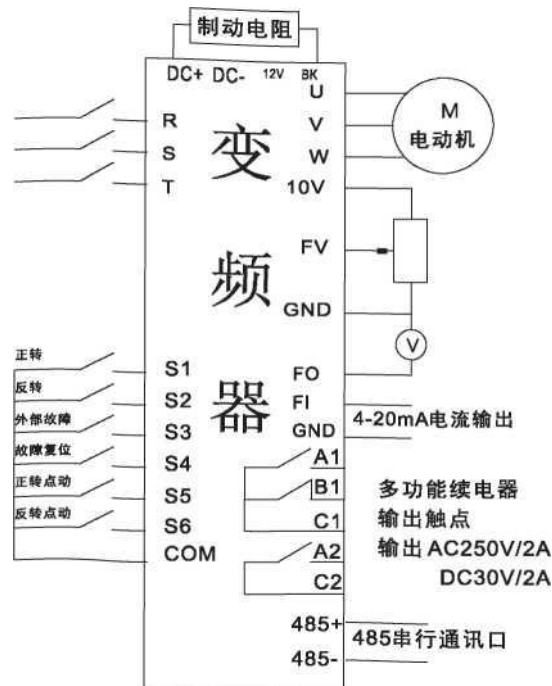 制动电阻
DC+ DC- 12V BK
U
V
W
10V
FV
GND
FO
FI
GND
A1
B1
C1
A2
C2
485+
485-
R
S
T
变
频
器
M
电动机
V
正转
反转
外部故障
故障复位
正转点动
反转点动
S1
S2
S3
S4
S5
S6
COM
4-20mA电流输出
多功能续电器
输出触点
输出AC250V/2A
DC30V/2A
485串行通讯口